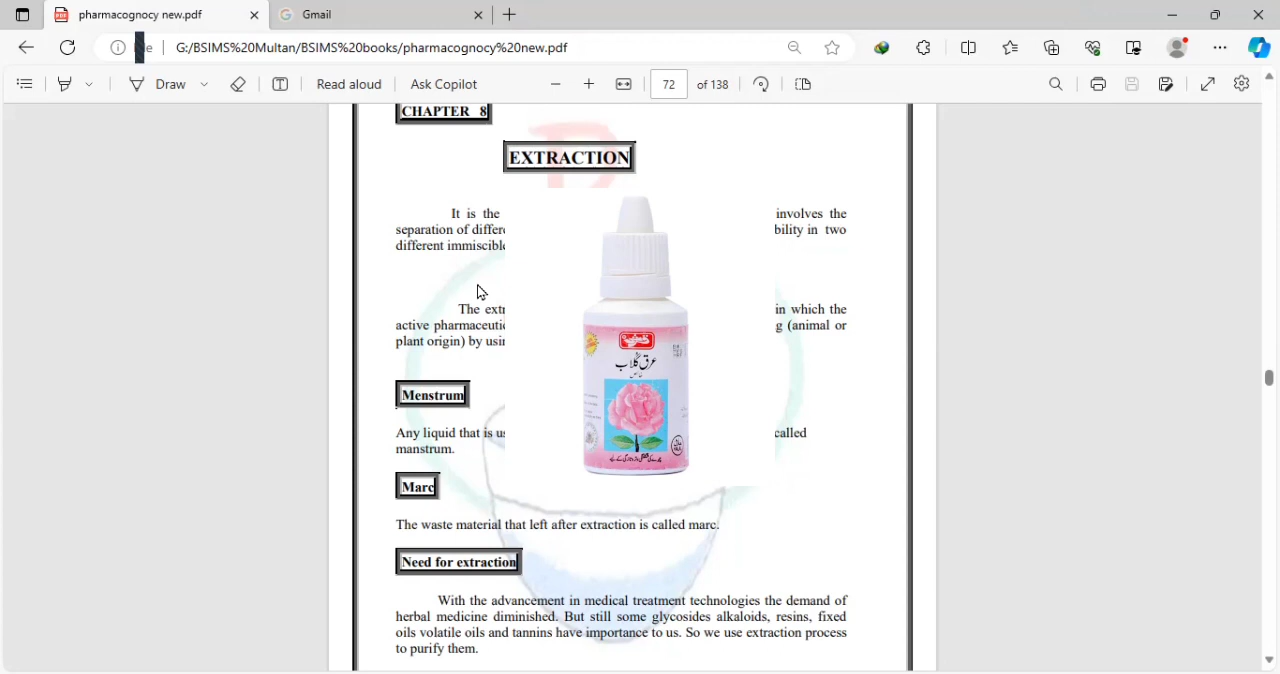 pharmacognocy new.pdf
Gmail
G:/BSIMS%20Multan/BSIMS%20books/pharmacognocy%20new.pdf
Draw
Read aloud
Ask Copilot
72 of 138
CHAPTER 8
EXTRACTION
It is the
involves the
separation of differe
bility in two
different immiscible
The extr
in which the
active pharmaceutic
g (animal or
plant origin) by usin
عرق گلاب
Menstrum
Any liquid that is us
called
manstrum.
Marc
The waste material that left after extraction is called marc.
Need for extraction
With the advancement in medical treatment technologies the demand of
herbal medicine diminished. But still some glycosides alkaloids, resins, fixed
oils volatile oils and tannins have importance to us. So we use extraction process
to purify them.